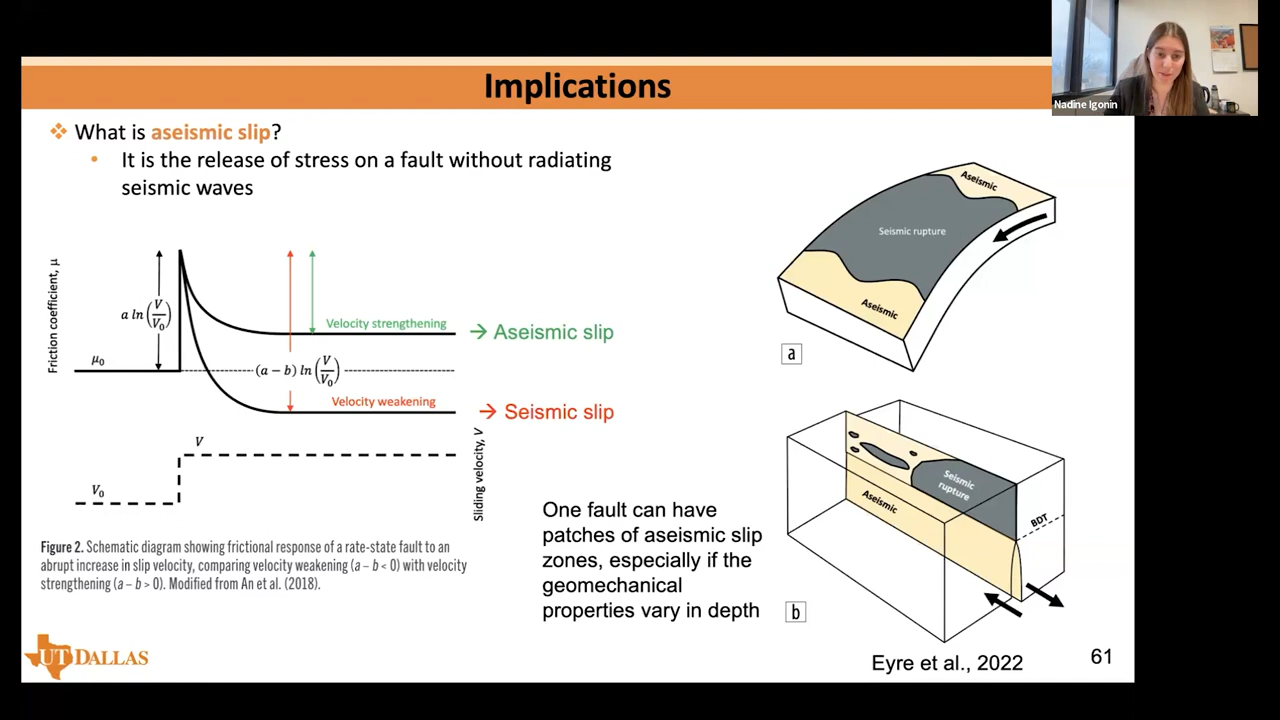 Implications
Nadine Igonin
❖ What is aseismic slip?
• It is the release of stress on a fault without radiating
seismic waves
Friction coefficient, μ
a ln(V/V₀)
μ₀
Velocity strengthening
→ Aseismic slip
(a − b) ln(V/V₀)
Velocity weakening
→ Seismic slip
V
V₀
Sliding velocity, V
Figure 2. Schematic diagram showing frictional response of a rate-state fault to an
abrupt increase in slip velocity, comparing velocity weakening (a – b < 0) with velocity
strengthening (a – b > 0). Modified from An et al. (2018).
One fault can have
patches of aseismic slip
zones, especially if the
geomechanical
properties vary in depth
Aseismic
Seismic rupture
Aseismic
a
Seismic
rupture
Aseismic
BDT
b
Eyre et al., 2022
61
UT DALLAS